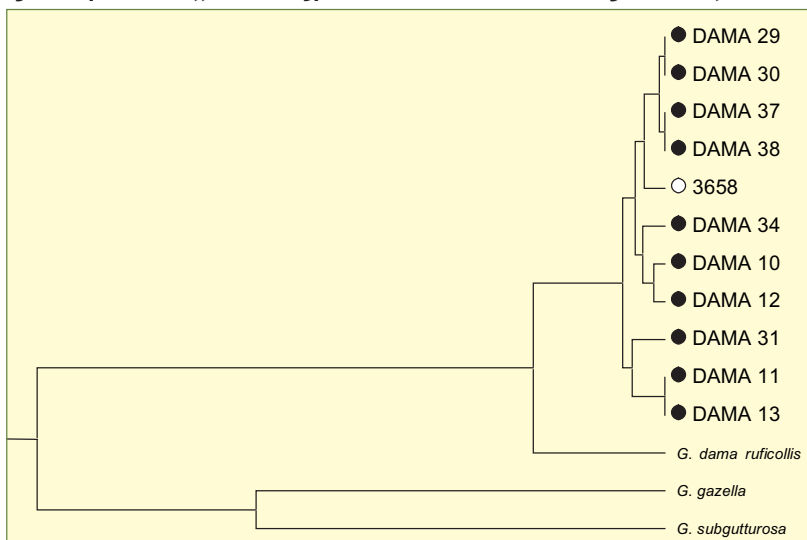 DAMA 29
DAMA 30
DAMA 37
DAMA 38
3658
DAMA 34
DAMA 10
DAMA 12
DAMA 31
DAMA 11
DAMA 13
G. dama ruficollis
G. gazella
G. subgutturosa